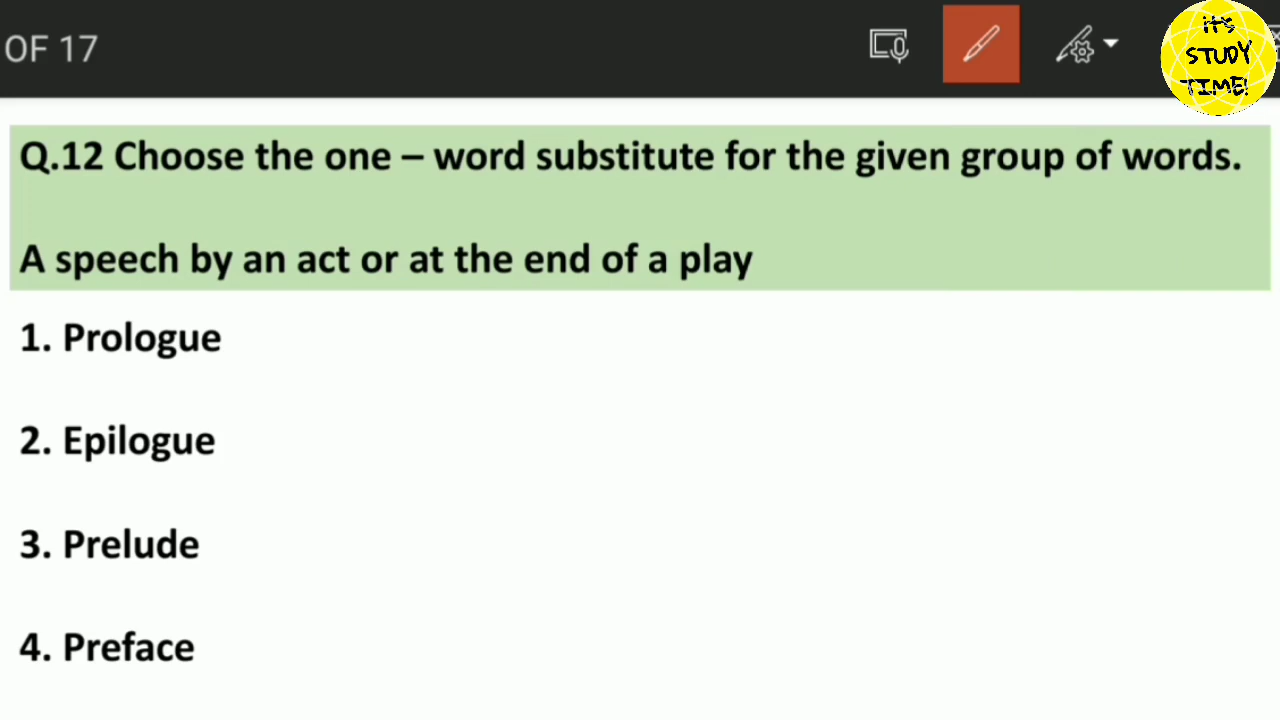 OF 17
iTS
STUDY
TIME!
Q.12 Choose the one – word substitute for the given group of words.
A speech by an act or at the end of a play
1. Prologue
2. Epilogue
3. Prelude
4. Preface